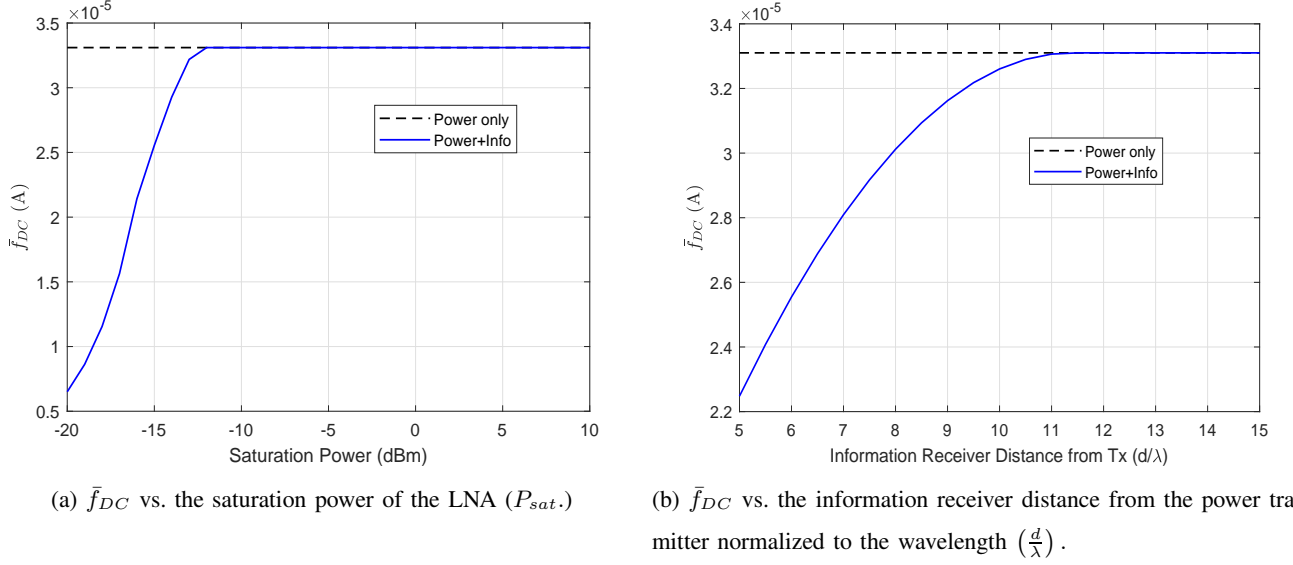 ×10⁻⁵
3.5
3
2.5
2
1.5
1
0.5
f̄_DC (A)
Power only
Power+Info
-20 -15 -10 -5 0 5 10
Saturation Power (dBm)
(a) f̄_DC vs. the saturation power of the LNA (P_sat.)
×10⁻⁵
3.4
3.2
3
2.8
2.6
2.4
2.2
f̄_DC (A)
Power only
Power+Info
5 6 7 8 9 10 11 12 13 14 15
Information Receiver Distance from Tx (d/λ)
(b) f̄_DC vs. the information receiver distance from the power tra
mitter normalized to the wavelength (d/λ) .